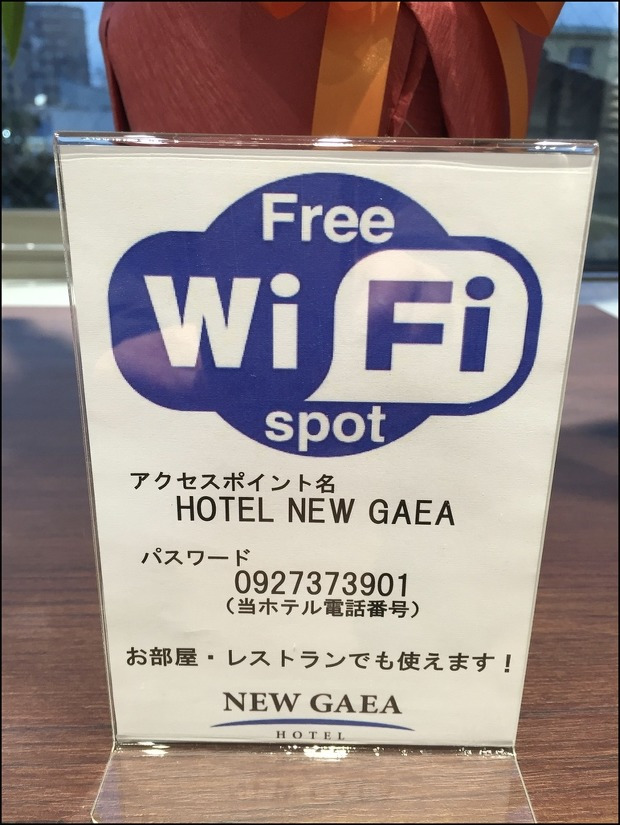 Free
Wi Fi
spot
アクセスポイント名
HOTEL NEW GAEA
パスワード
0927373901
(当ホテル電話番号)
お部屋・レストランでも使えます!
NEW GAEA
HOTEL